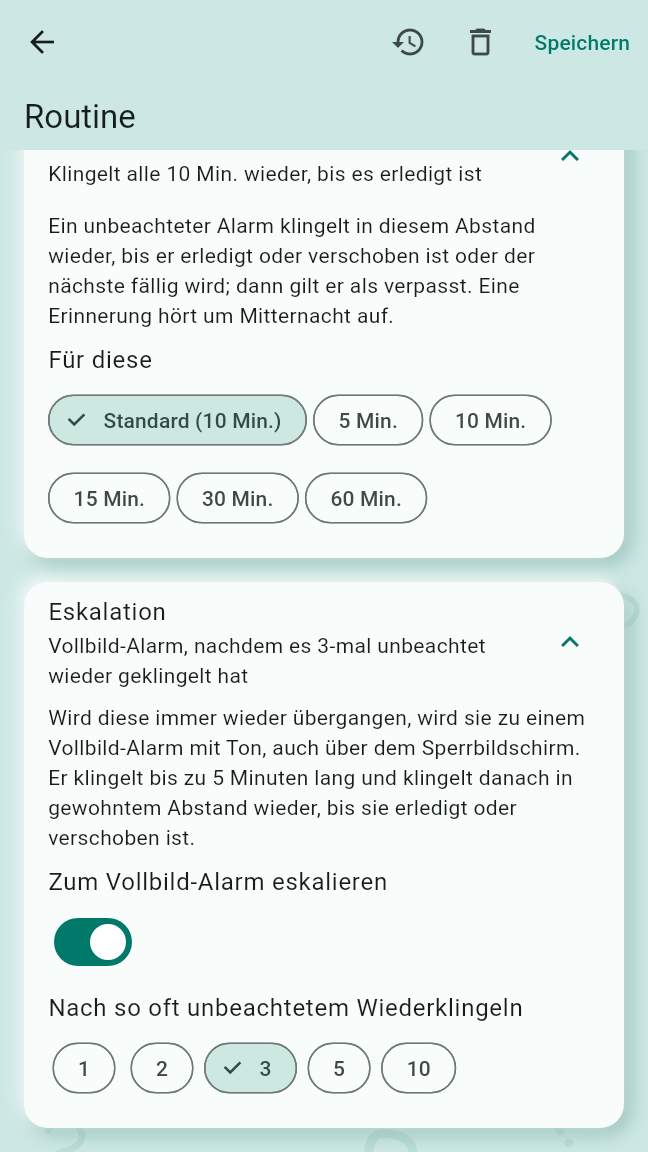 Speichern
Routine
Klingelt alle 10 Min. wieder, bis es erledigt ist
Ein unbeachteter Alarm klingelt in diesem Abstand
wieder, bis er erledigt oder verschoben ist oder der
nächste fällig wird; dann gilt er als verpasst. Eine
Erinnerung hört um Mitternacht auf.
Für diese
Standard (10 Min.)
5 Min.
10 Min.
15 Min.
30 Min.
60 Min.
Eskalation
Vollbild-Alarm, nachdem es 3-mal unbeachtet
wieder geklingelt hat
Wird diese immer wieder übergangen, wird sie zu einem
Vollbild-Alarm mit Ton, auch über dem Sperrbildschirm.
Er klingelt bis zu 5 Minuten lang und klingelt danach in
gewohntem Abstand wieder, bis sie erledigt oder
verschoben ist.
Zum Vollbild-Alarm eskalieren
Nach so oft unbeachtetem Wiederklingeln
1
2
3
5
10